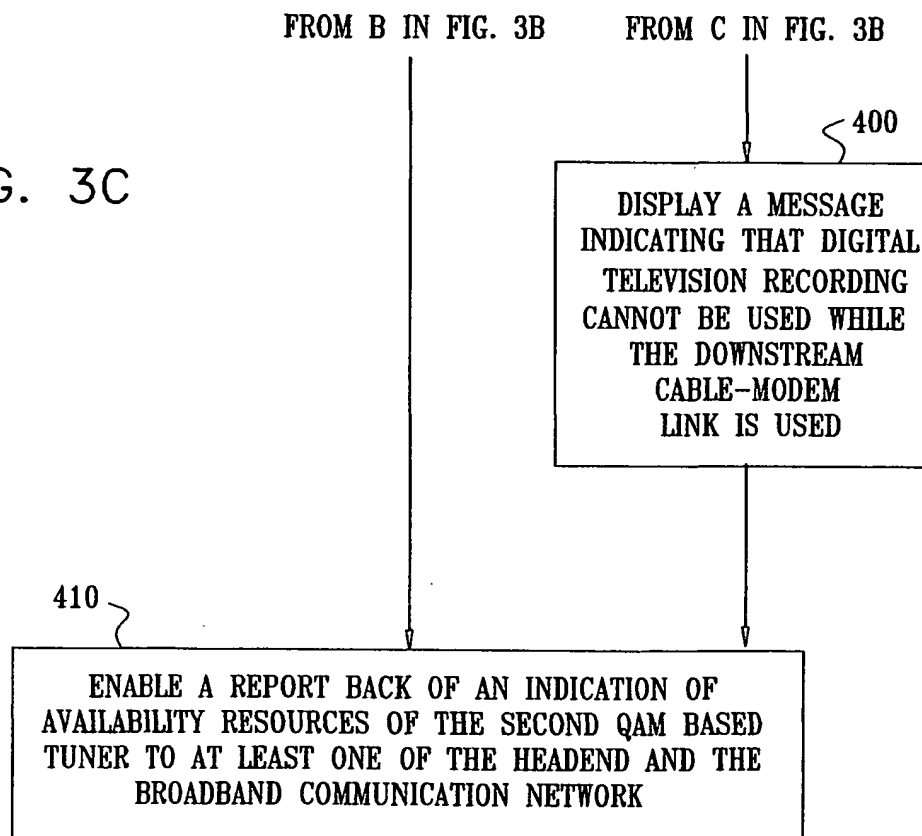 FROM B IN FIG. 3B
FROM C IN FIG. 3B
400
G. 3C
DISPLAY A MESSAGE
INDICATING THAT DIGITAL
TELEVISION RECORDING
CANNOT BE USED WHILE
THE DOWNSTREAM
CABLE-MODEM
LINK IS USED
410
ENABLE A REPORT BACK OF AN INDICATION OF
AVAILABILITY RESOURCES OF THE SECOND QAM BASED
TUNER TO AT LEAST ONE OF THE HEADEND AND THE
BROADBAND COMMUNICATION NETWORK